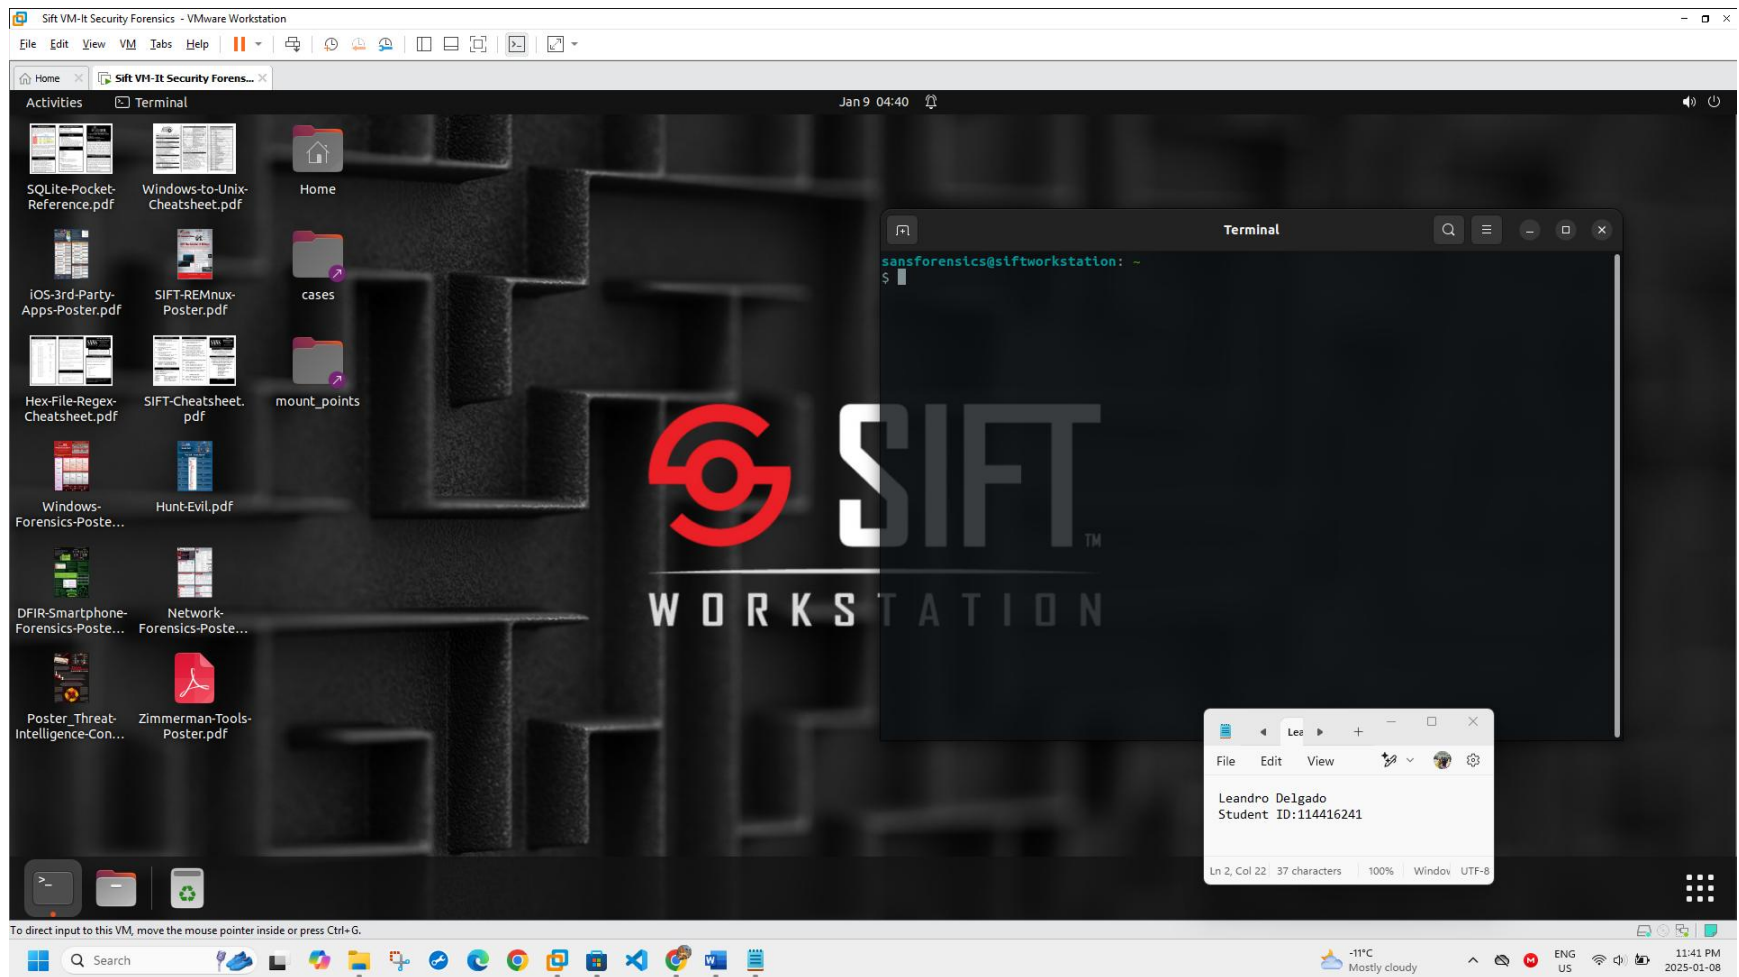 Sift VM-It Security Forensics - VMware Workstation
File Edit View VM Tabs Help
Home
Sift VM-It Security Forens...
Activities
Terminal
Jan 9 04:40
SQLite-Pocket-
Reference.pdf
Windows-to-Unix-
Cheatsheet.pdf
Home
iOS-3rd-Party-
Apps-Poster.pdf
SIFT-REMnux-
Poster.pdf
cases
Hex-File-Regex-
Cheatsheet.pdf
SIFT-Cheatsheet.
pdf
mount_points
Windows-
Forensics-Poste...
Hunt-Evil.pdf
DFIR-Smartphone-
Forensics-Poste...
Network-
Forensics-Poste...
Poster_Threat-
Intelligence-Con...
Zimmerman-Tools-
Poster.pdf
SIFT TM
WORKSTATION
Terminal
sansforensics@siftworkstation: ~
$
Lea
File Edit View
Leandro Delgado
Student ID:114416241
Ln 2, Col 22 37 characters 100% Windov UTF-8
To direct input to this VM, move the mouse pointer inside or press Ctrl+G.
Search
-11°C
Mostly cloudy
ENG
US
11:41 PM
2025-01-08